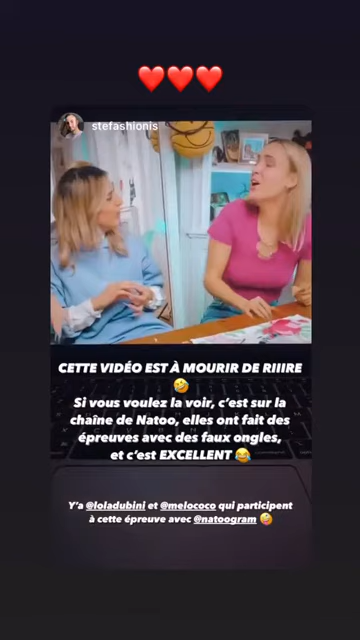 ❤️❤️❤️
stefashionis
CETTE VIDÉO EST À MOURIR DE RIIIRE
🤣
Si vous voulez la voir, c'est sur la
chaîne de Natoo, elles ont fait des
épreuves avec des faux ongles,
et c'est EXCELLENT 😂
Y'a @loladubini et @melococo qui participent
à cette épreuve avec @natoogram 🤪